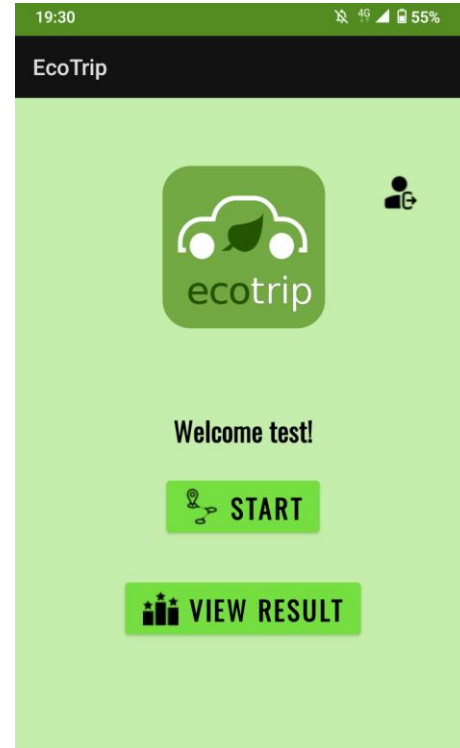 19:30 4G 55%
EcoTrip
ecotrip
Welcome test!
START
VIEW RESULT